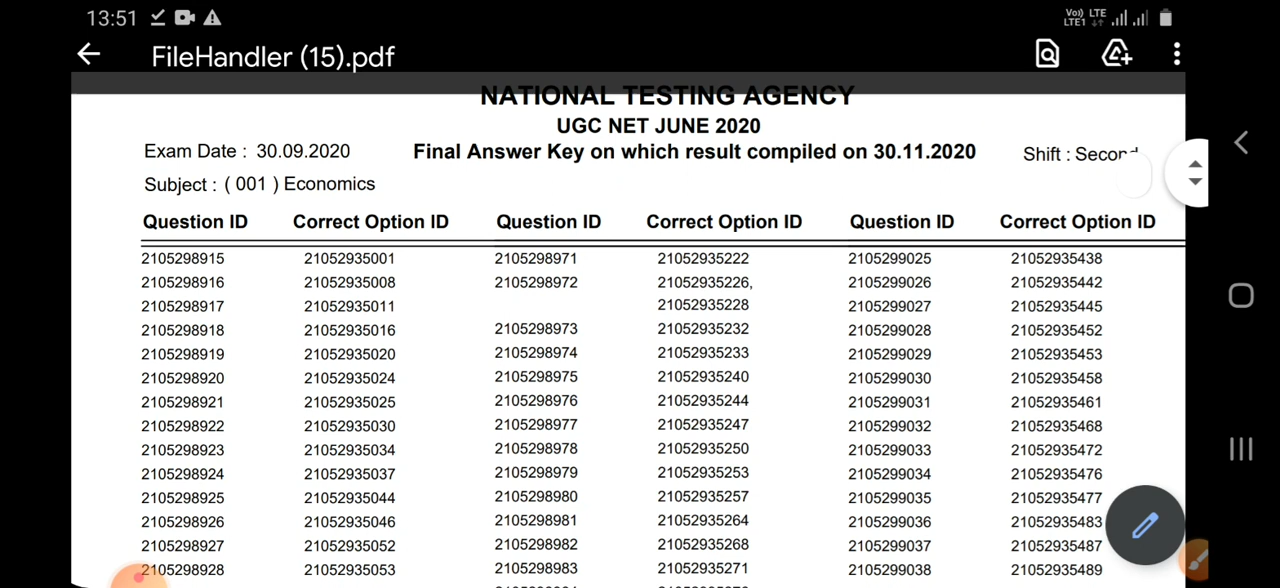 13:51
Vo)) LTE
LTE1
FileHandler (15).pdf
NATIONAL TESTING AGENCY
UGC NET JUNE 2020
Exam Date : 30.09.2020 Final Answer Key on which result compiled on 30.11.2020 Shift : Second
Subject : ( 001 ) Economics
Question ID Correct Option ID Question ID Correct Option ID Question ID Correct Option ID
2105298915 21052935001 2105298971 21052935222 2105299025 21052935438
2105298916 21052935008 2105298972 21052935226, 2105299026 21052935442
2105298917 21052935011 21052935228 2105299027 21052935445
2105298918 21052935016 2105298973 21052935232 2105299028 21052935452
2105298919 21052935020 2105298974 21052935233 2105299029 21052935453
2105298920 21052935024 2105298975 21052935240 2105299030 21052935458
2105298921 21052935025 2105298976 21052935244 2105299031 21052935461
2105298922 21052935030 2105298977 21052935247 2105299032 21052935468
2105298923 21052935034 2105298978 21052935250 2105299033 21052935472
2105298924 21052935037 2105298979 21052935253 2105299034 21052935476
2105298925 21052935044 2105298980 21052935257 2105299035 21052935477
2105298926 21052935046 2105298981 21052935264 2105299036 21052935483
2105298927 21052935052 2105298982 21052935268 2105299037 21052935487
2105298928 21052935053 2105298983 21052935271 2105299038 21052935489